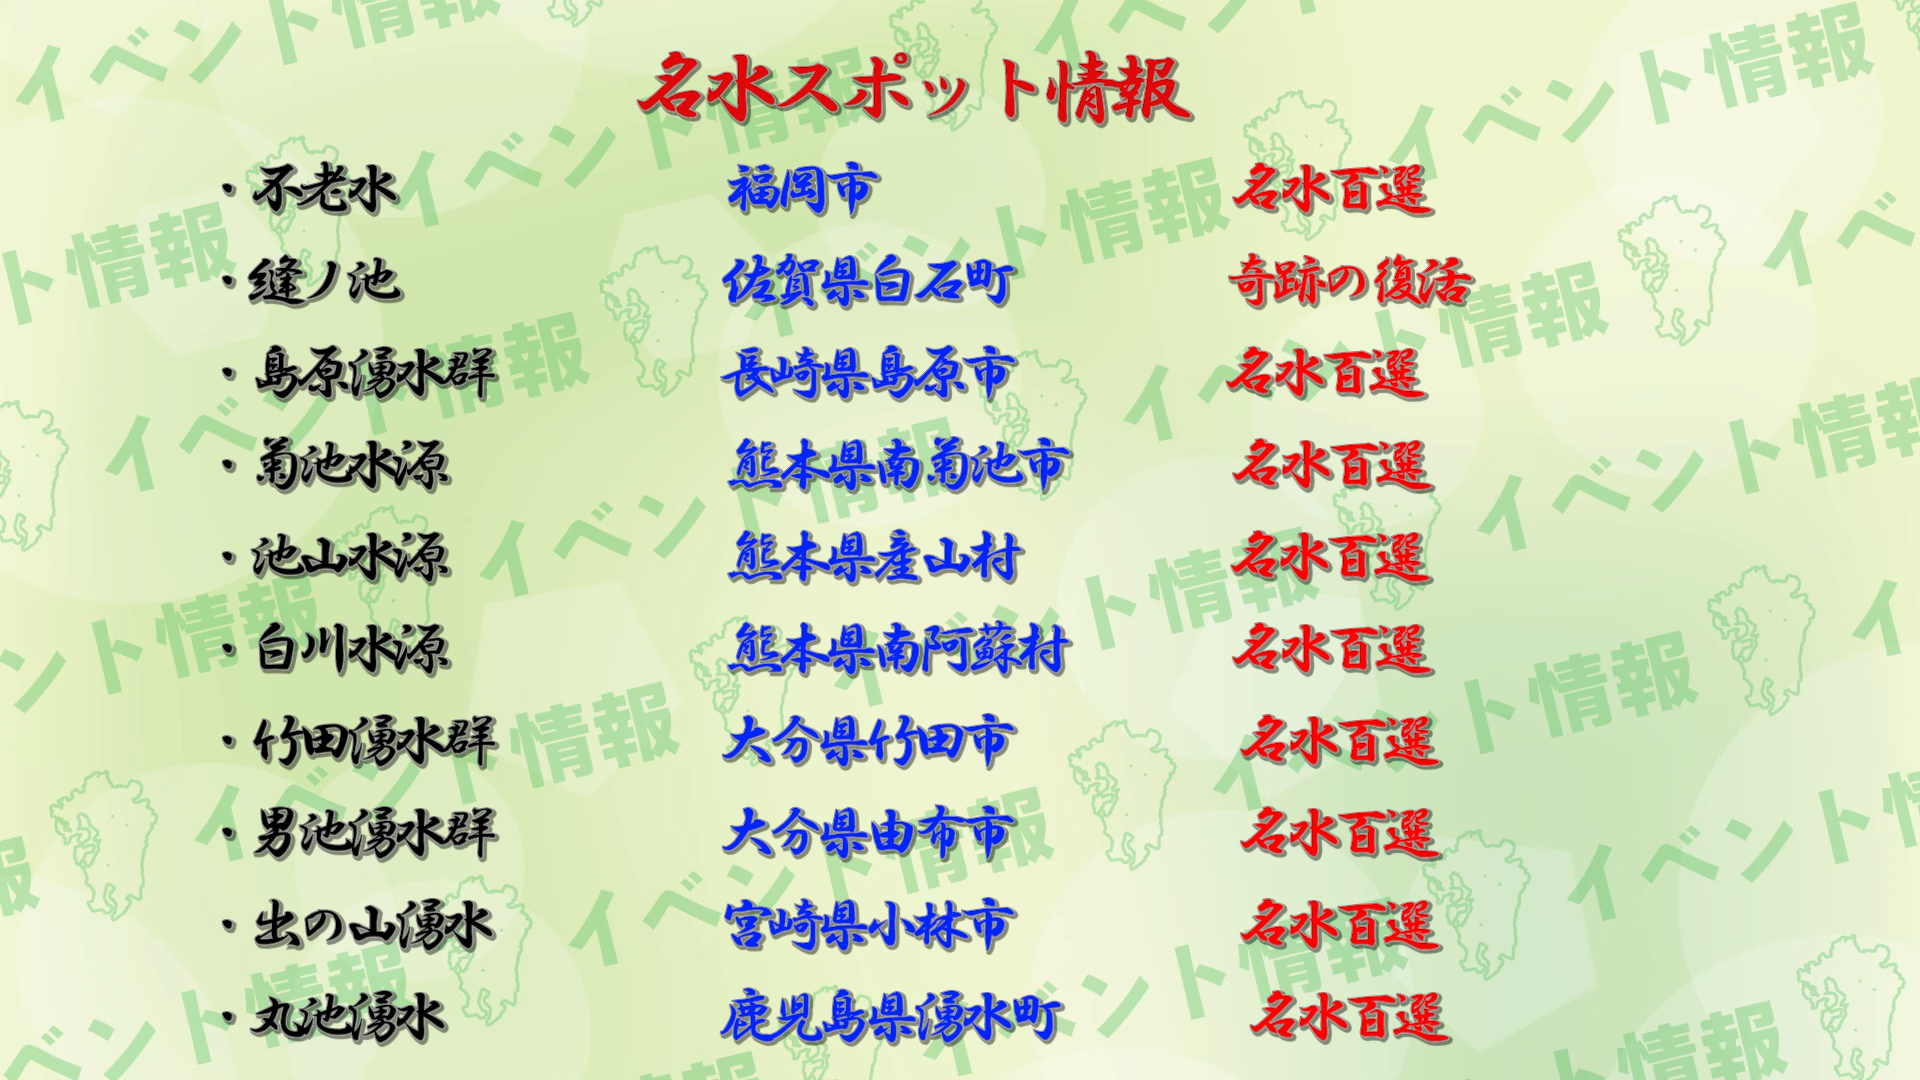 名水スポット情報
・不老水 福岡市 名水百選
・縫ノ池 佐賀県白石町 奇跡の復活
・島原湧水群 長崎県島原市 名水百選
・菊池水源 熊本県南菊池市 名水百選
・池山水源 熊本県産山村 名水百選
・白川水源 熊本県南阿蘇村 名水百選
・竹田湧水群 大分県竹田市 名水百選
・男池湧水群 大分県由布市 名水百選
・出の山湧水 宮崎県小林市 名水百選
・丸池湧水 鹿児島県湧水町 名水百選